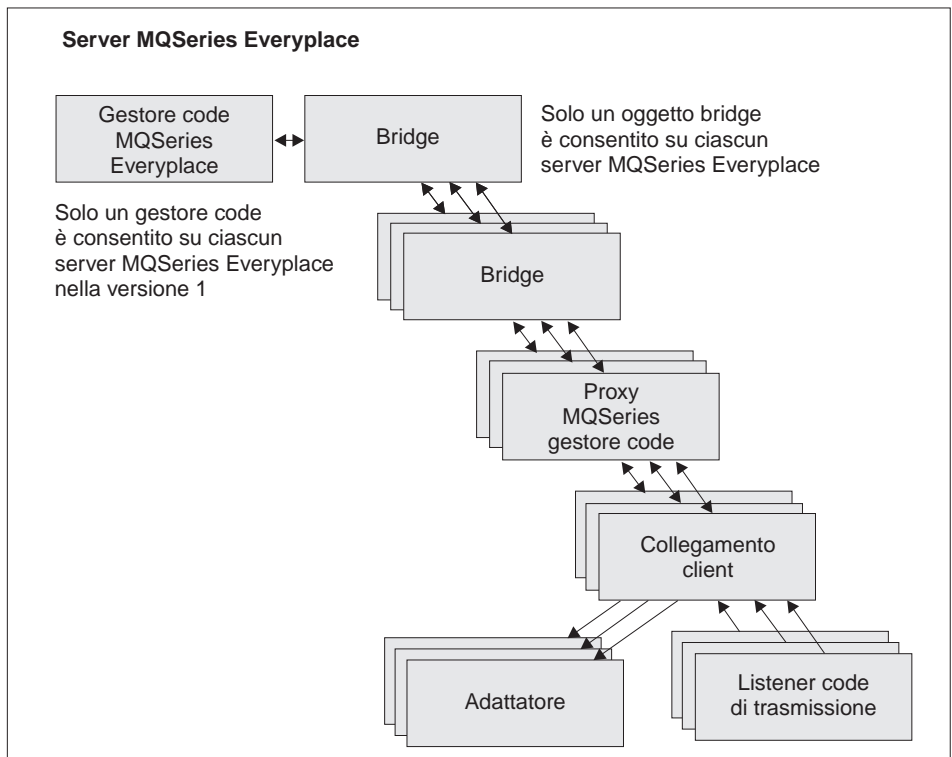 Server MQSeries Everyplace
Gestore code
MQSeries
Everyplace
Bridge
Solo un oggetto bridge
è consentito su ciascun
server MQSeries Everyplace
Solo un gestore code
è consentito su ciascun
server MQSeries Everyplace
nella versione 1
Bridge
Proxy
MQSeries
gestore code
Collegamento
client
Adattatore
Listener code
di trasmissione